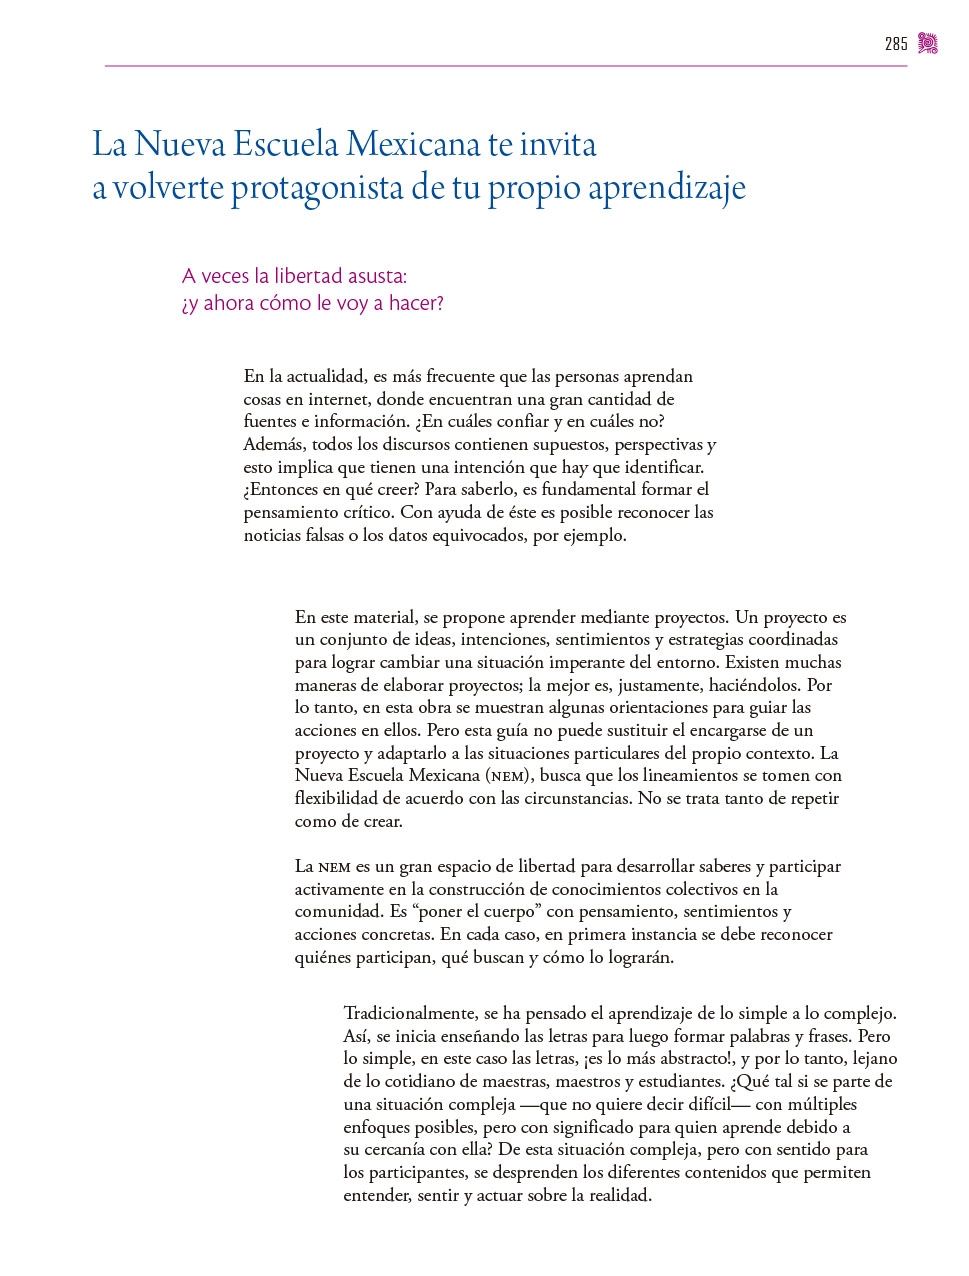 285
La Nueva Escuela Mexicana te invita
a volverte protagonista de tu propio aprendizaje
A veces la libertad asusta:
¿y ahora cómo le voy a hacer?
En la actualidad, es más frecuente que las personas aprendan
cosas en internet, donde encuentran una gran cantidad de
fuentes e información. ¿En cuáles confiar y en cuáles no?
Además, todos los discursos contienen supuestos, perspectivas y
esto implica que tienen una intención que hay que identificar.
¿Entonces en qué creer? Para saberlo, es fundamental formar el
pensamiento crítico. Con ayuda de éste es posible reconocer las
noticias falsas o los datos equivocados, por ejemplo.
En este material, se propone aprender mediante proyectos. Un proyecto es
un conjunto de ideas, intenciones, sentimientos y estrategias coordinadas
para lograr cambiar una situación imperante del entorno. Existen muchas
maneras de elaborar proyectos; la mejor es, justamente, haciéndolos. Por
lo tanto, en esta obra se muestran algunas orientaciones para guiar las
acciones en ellos. Pero esta guía no puede sustituir el encargarse de un
proyecto y adaptarlo a las situaciones particulares del propio contexto. La
Nueva Escuela Mexicana (NEM), busca que los lineamientos se tomen con
flexibilidad de acuerdo con las circunstancias. No se trata tanto de repetir
como de crear.
La NEM es un gran espacio de libertad para desarrollar saberes y participar
activamente en la construcción de conocimientos colectivos en la
comunidad. Es “poner el cuerpo” con pensamiento, sentimientos y
acciones concretas. En cada caso, en primera instancia se debe reconocer
quiénes participan, qué buscan y cómo lo lograrán.
Tradicionalmente, se ha pensado el aprendizaje de lo simple a lo complejo.
Así, se inicia enseñando las letras para luego formar palabras y frases. Pero
lo simple, en este caso las letras, ¡es lo más abstracto!, y por lo tanto, lejano
de lo cotidiano de maestras, maestros y estudiantes. ¿Qué tal si se parte de
una situación compleja —que no quiere decir difícil— con múltiples
enfoques posibles, pero con significado para quien aprende debido a
su cercanía con ella? De esta situación compleja, pero con sentido para
los participantes, se desprenden los diferentes contenidos que permiten
entender, sentir y actuar sobre la realidad.